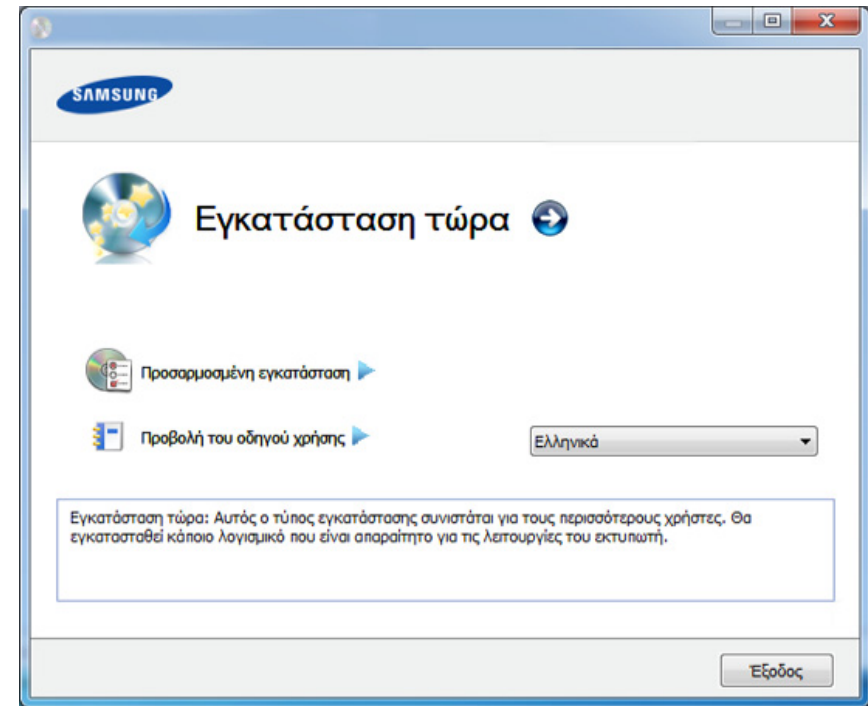 SAMSUNG
Εγκατάσταση τώρα
Προσαρμοσμένη εγκατάσταση
Προβολή του οδηγού χρήσης
Ελληνικά
Εγκατάσταση τώρα: Αυτός ο τύπος εγκατάστασης συνιστάται για τους περισσότερους χρήστες. Θα
εγκατασταθεί κάποιο λογισμικό που είναι απαραίτητο για τις λειτουργίες του εκτυπωτή.
Έξοδος